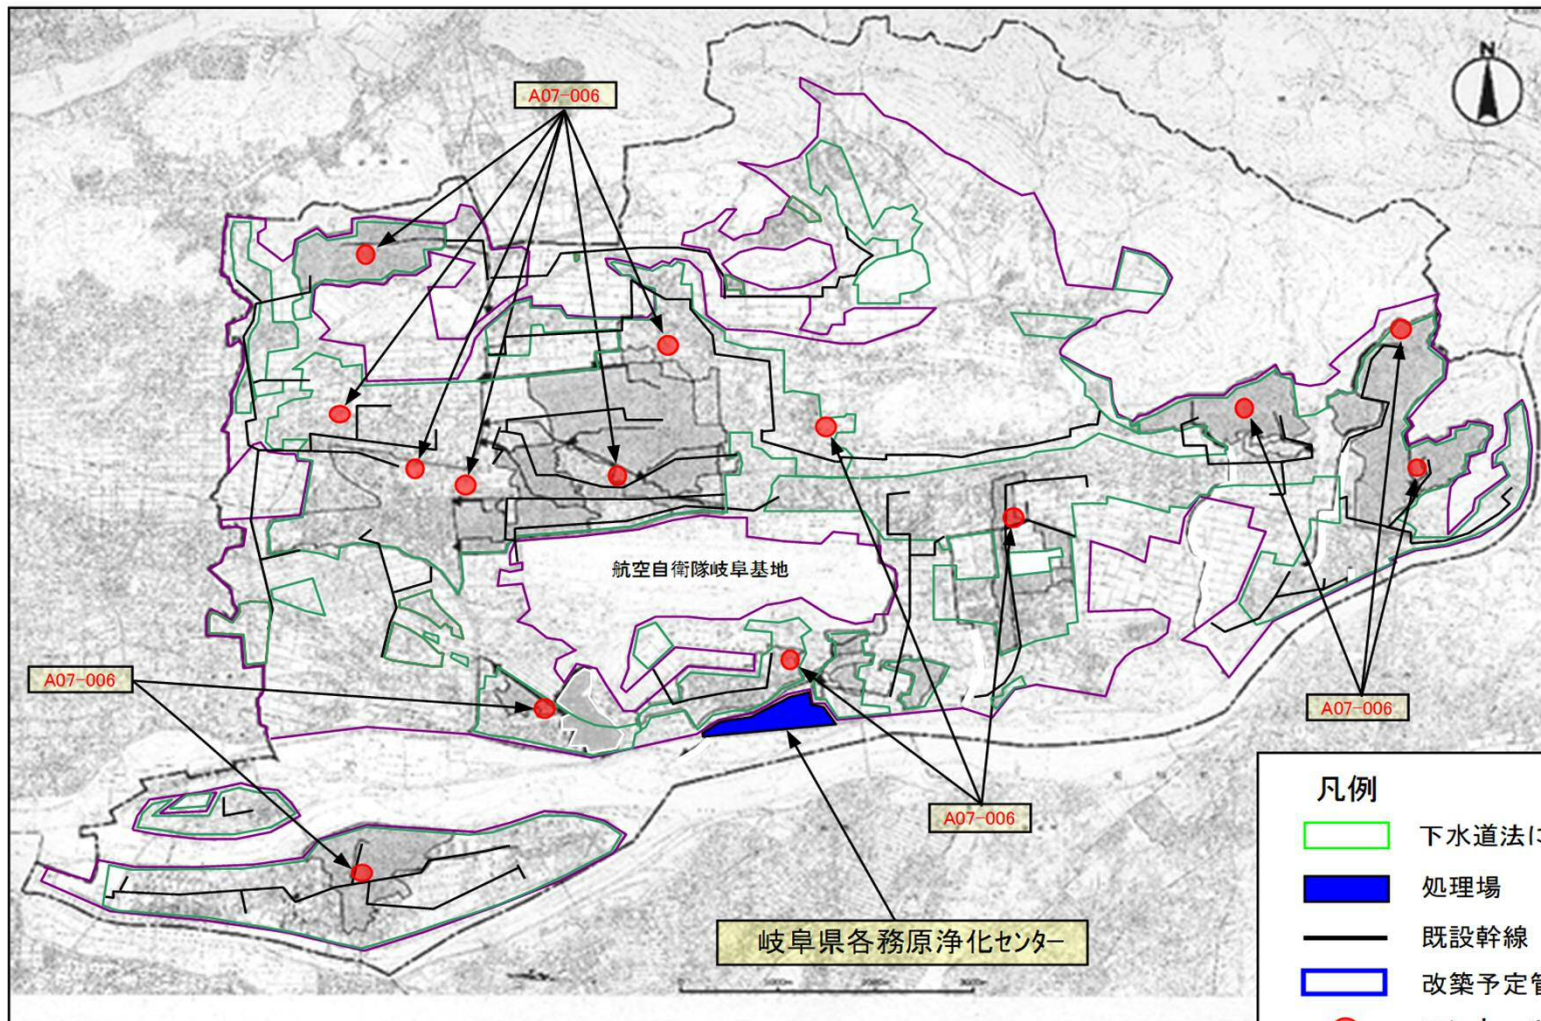 N
A07-006
航空自衛隊岐阜基地
A07-006
A07-006
A07-006
岐阜県各務原浄化センター
凡例
下水道法に
処理場
既設幹線
改築予定管